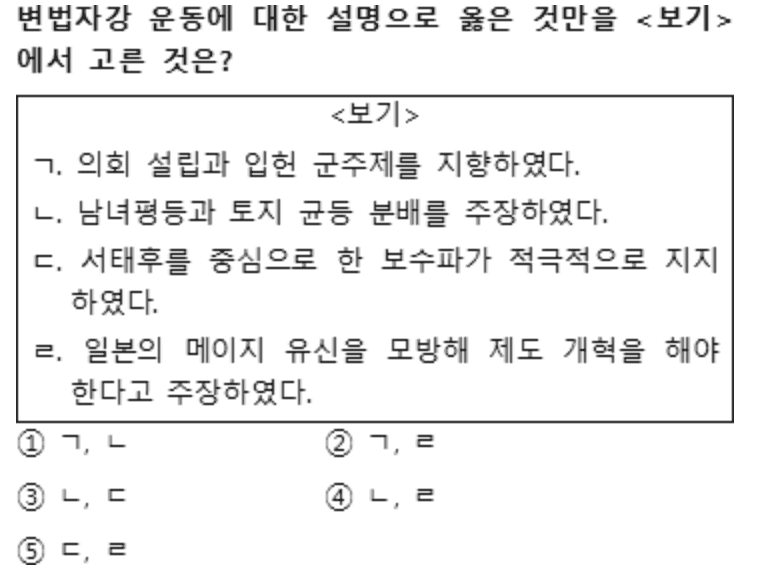 변법자강 운동에 대한 설명으로 옳은 것만을 <보기>
에서 고른 것은?
<보기>
ㄱ. 의회 설립과 입헌 군주제를 지향하였다.
ㄴ. 남녀평등과 토지 균등 분배를 주장하였다.
ㄷ. 서태후를 중심으로 한 보수파가 적극적으로 지지
하였다.
ㄹ. 일본의 메이지 유신을 모방해 제도 개혁을 해야
한다고 주장하였다.
① ㄱ, ㄴ ② ㄱ, ㄹ
③ ㄴ, ㄷ ④ ㄴ, ㄹ
⑤ ㄷ, ㄹ